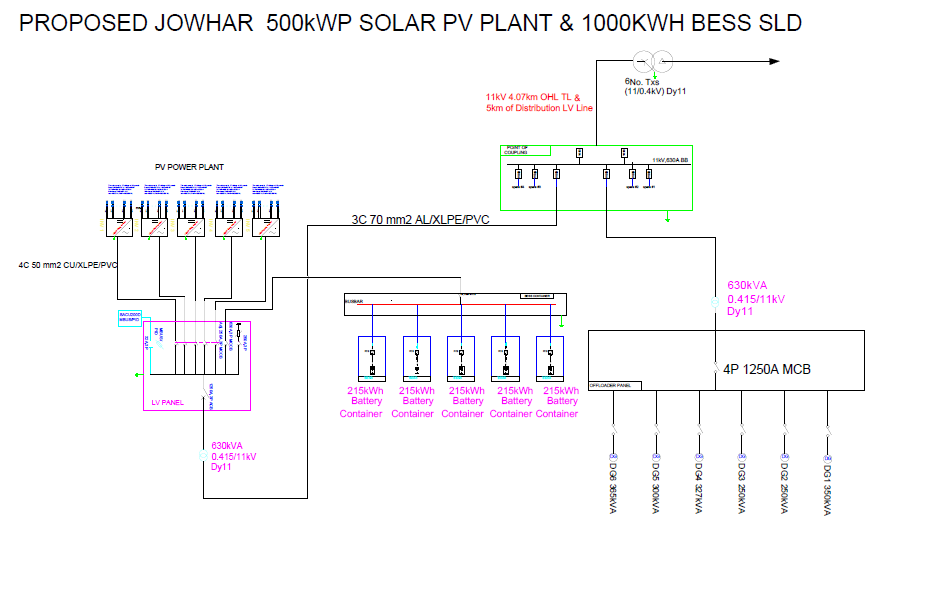 PROPOSED JOWHAR 500kWP SOLAR PV PLANT & 1000KWH BESS SLD
6No. Txs
(11/0.4kV) Dy11
11kV 4.07km OHL TL &
5km of Distribution LV Line
POINT OF
COUPLING
11kV,630A BB
PV POWER PLANT
3C 70 mm2 AL/XLPE/PVC
4C 50 mm2 CU/XLPE/PVC
630kVA
0.415/11kV
Dy11
BUSBAR
4P 1250A MCB
OFFLOADER PANEL
LV PANEL
215kWh
Battery
Container
215kWh
Battery
Container
215kWh
Battery
Container
215kWh
Battery
Container
215kWh
Battery
Container
630kVA
0.415/11kV
Dy11
DG6 365kVA
DG5 300kVA
DG4 327kVA
DG3 250kVA
DG2 250kVA
DG1 350kVA